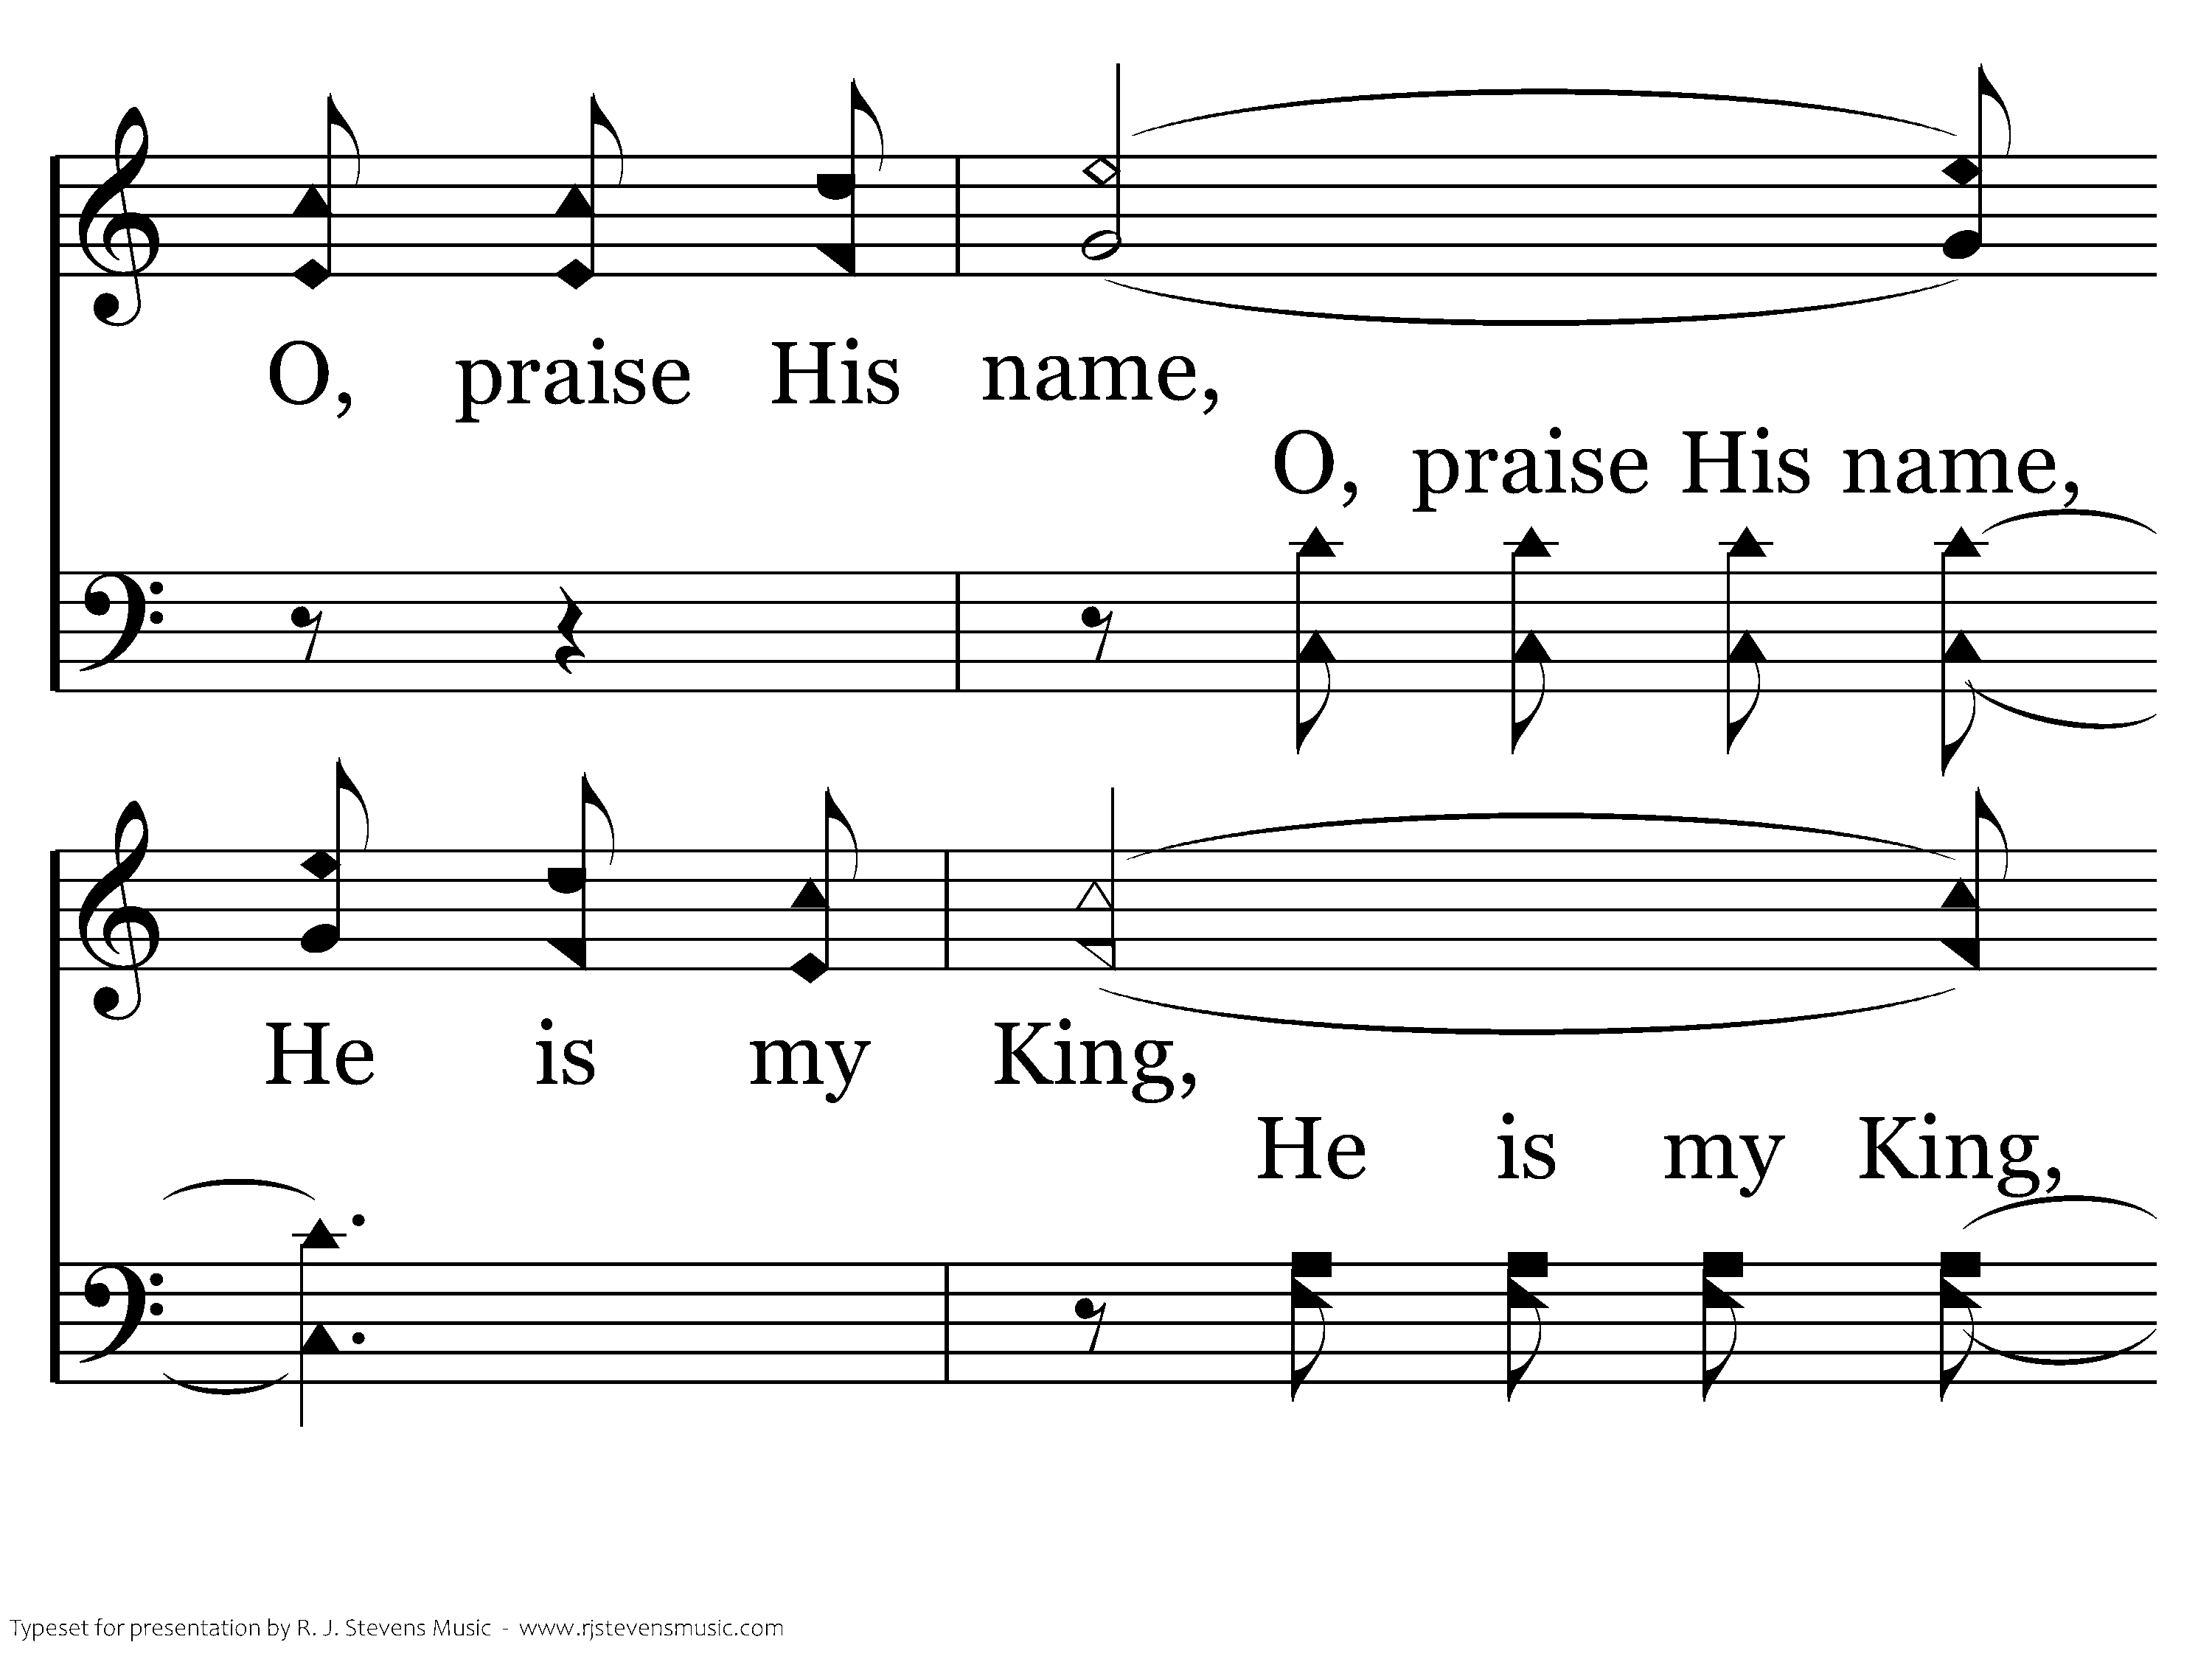 O, praise His name,
O, praise His name,
He is my King,
He is my King,
Typeset for presentation by R. J. Stevens Music - www.rjstevensmusic.com